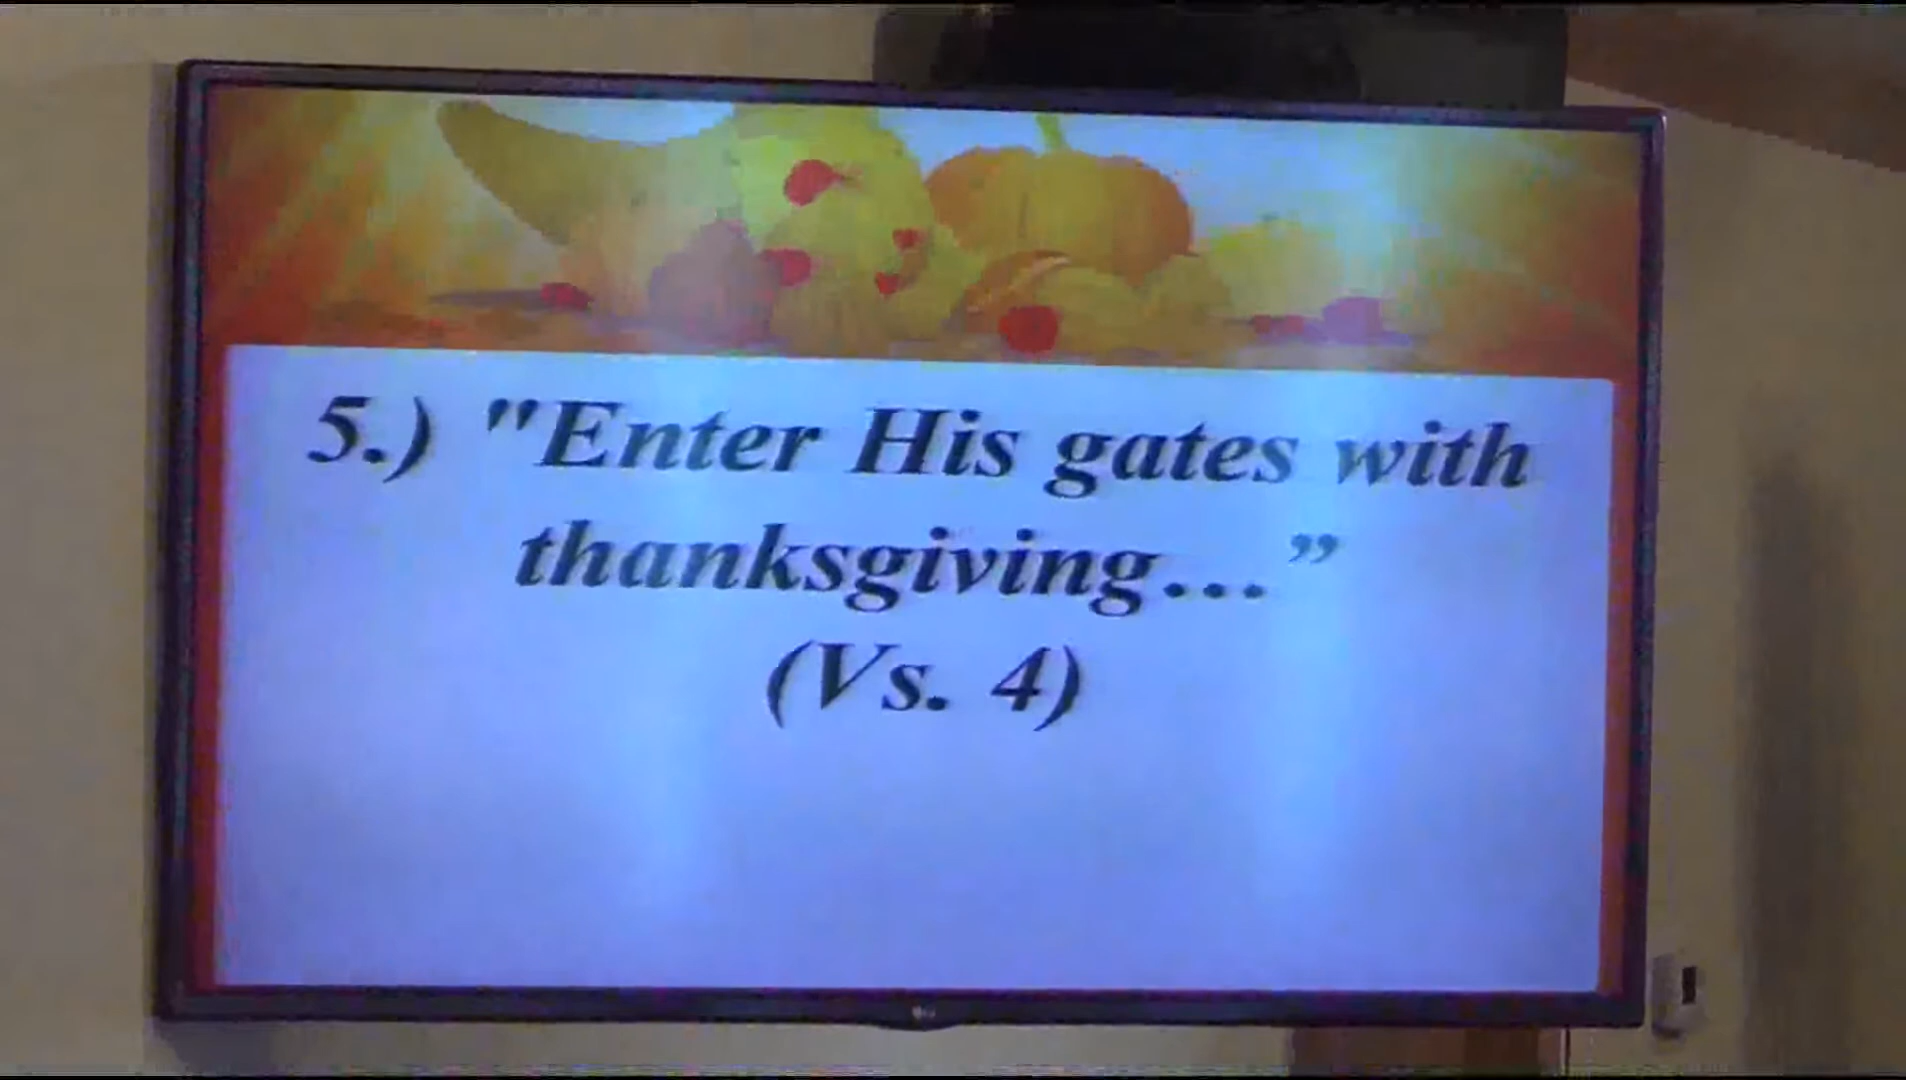 5.) "Enter His gates with
thanksgiving…”
(Vs. 4)